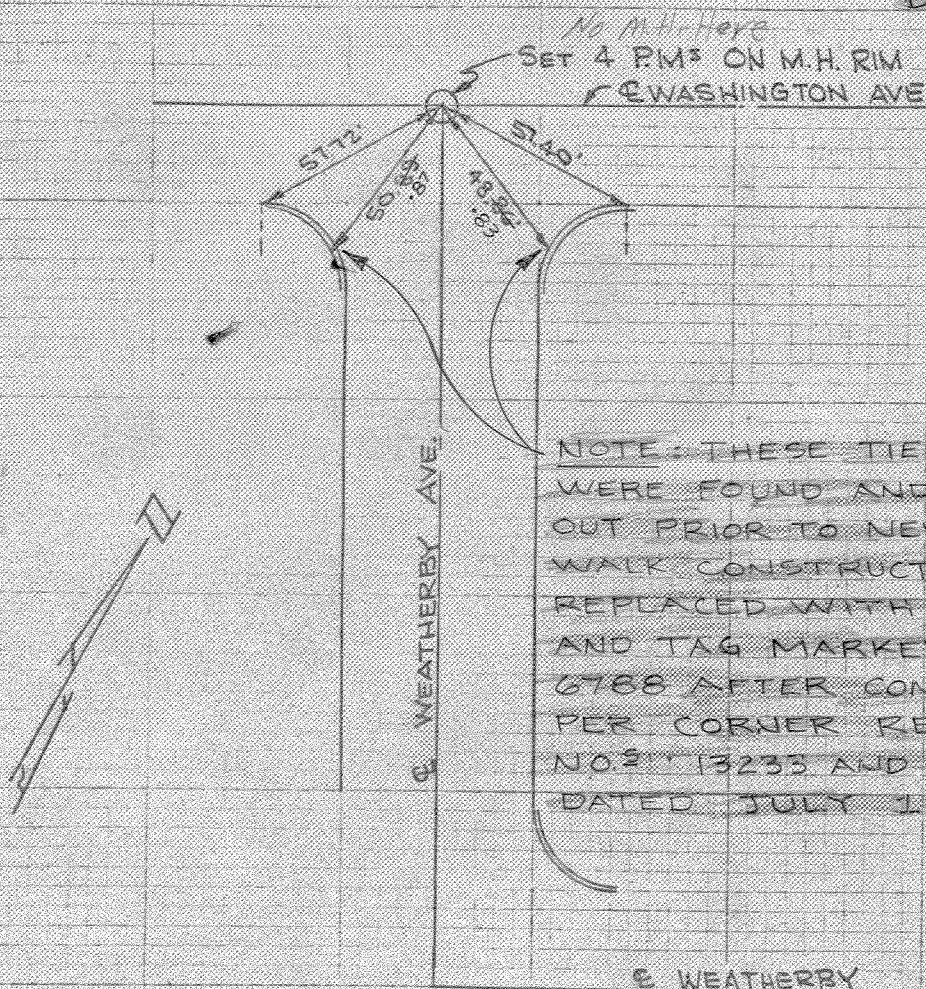 No M.H. Here
SET 4 P.Ms ON M.H. RIM
℄ WASHINGTON AVE
57.72'
57.40'
50.
.87
48.86'
.83
NOTE: THESE TIE
WERE FOUND AND
OUT PRIOR TO NE
WALK CONSTRUCT
REPLACED WITH
AND TAG MARKE
6788 AFTER CON
PER CORNER RE
NO.S 13233 AND
DATED JULY 1
℄ WEATHERBY AVE.
℄ WEATHERBY